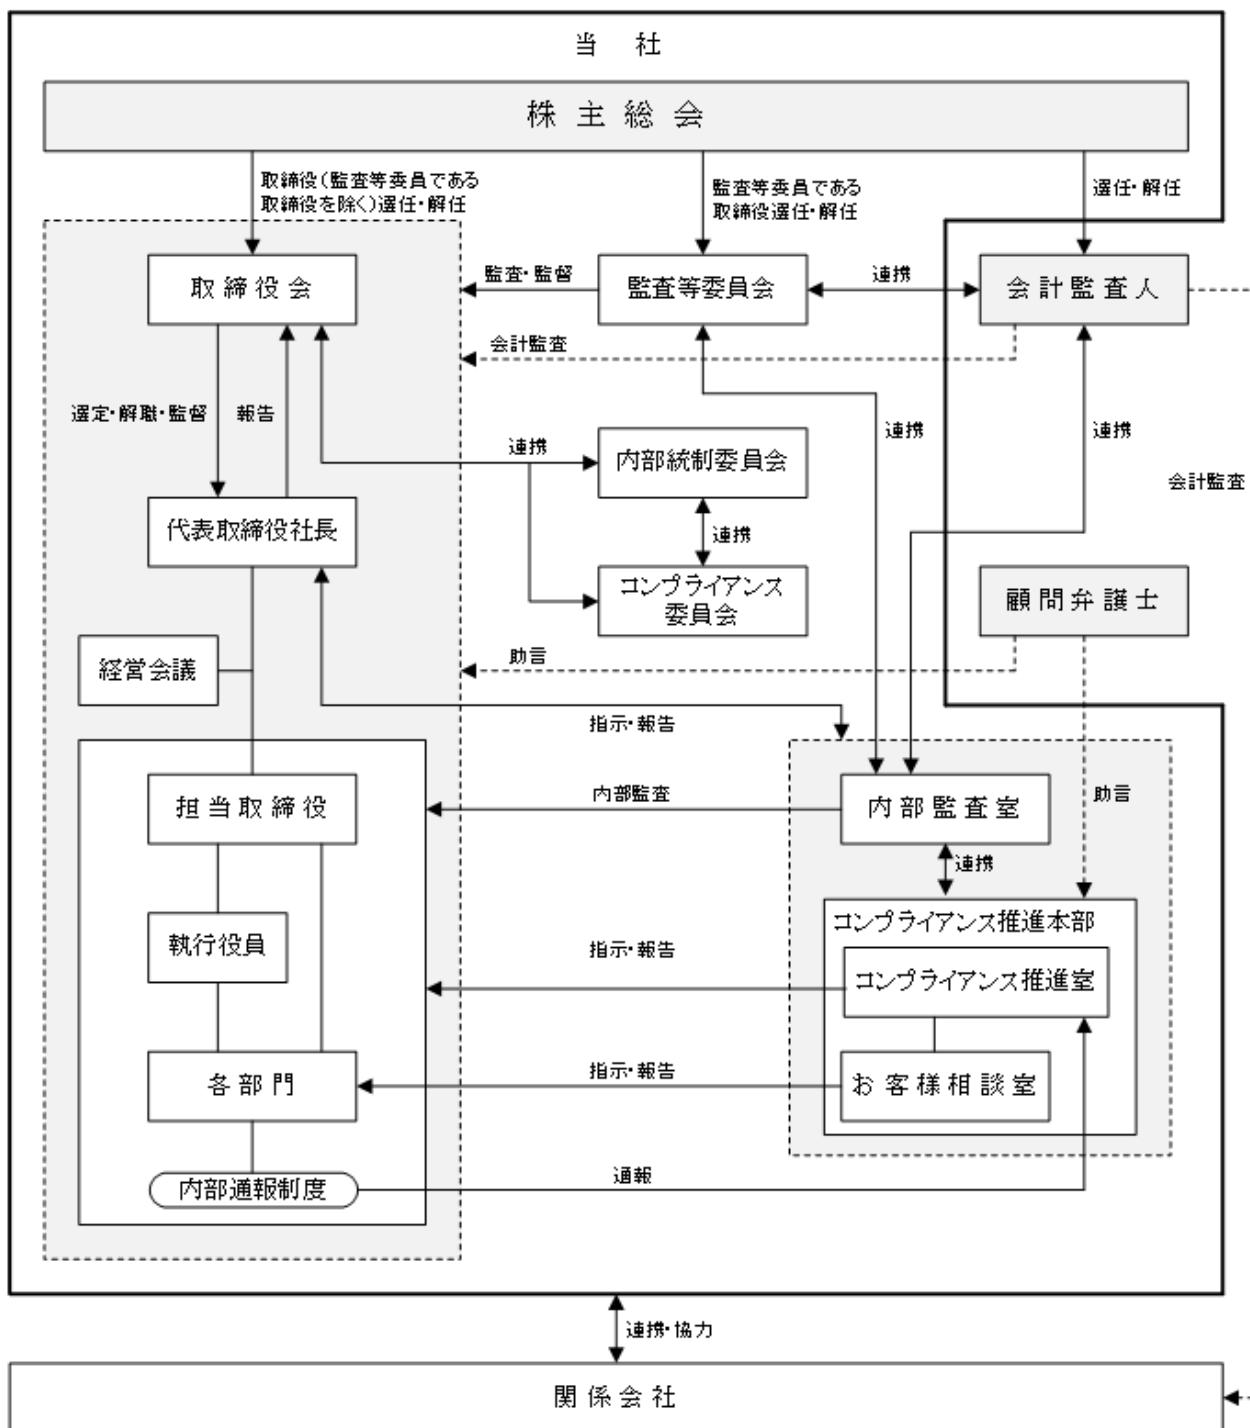 当 社
株 主 総 会
取締役(監査等委員である
取締役を除く)選任・解任
監査等委員である
取締役選任・解任
選任・解任
取 締 役 会
監査・監督
監査等委員会
連携
会 計 監 査 人
会計監査
選定・解職・監督
報告
連携
内部統制委員会
連携
連携
会計監査
代表取締役社長
連携
コンプライアンス
委員会
顧 問 弁 護 士
経営会議
助言
指示・報告
担 当 取 締 役
内部監査
内 部 監 査 室
助言
連携
執行役員
指示・報告
コンプライアンス推進本部
コンプライアンス推進室
各 部 門
指示・報告
お 客 様 相 談 室
内部通報制度
通報
連携・協力
関 係 会 社